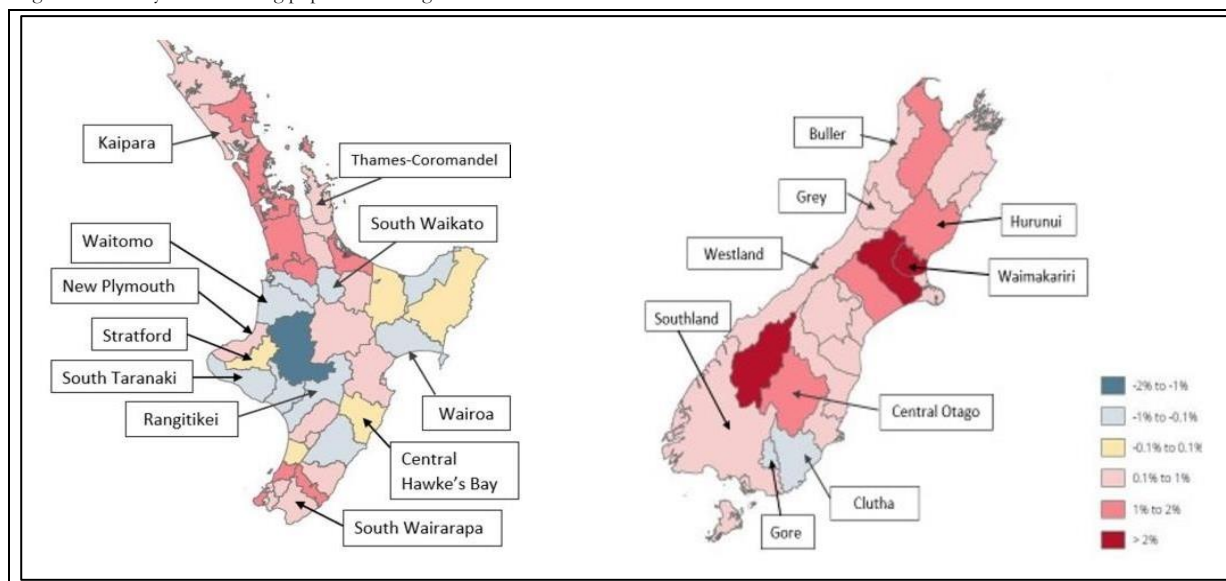 Kaipara
Thames-Coromandel
South Waikato
Waitomo
New Plymouth
Stratford
South Taranaki
Rangitikei
Wairoa
Central
Hawke's Bay
South Wairarapa
Buller
Grey
Hurunui
Westland
Waimakariri
Southland
Central Otago
Clutha
Gore
-2% to -1%
-1% to -0.1%
-0.1% to 0.1%
0.1% to 1%
1% to 2%
> 2%